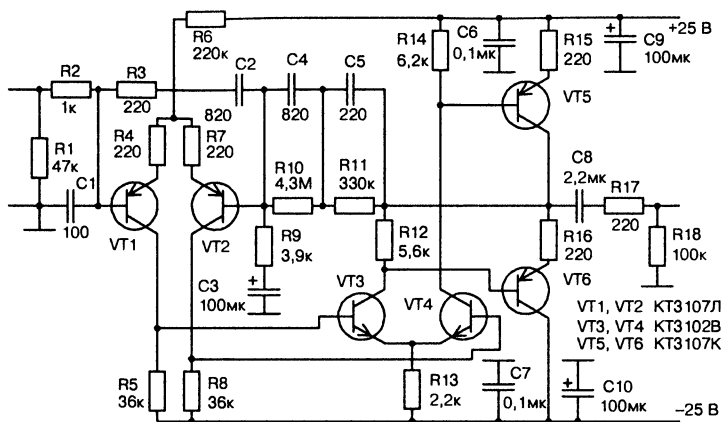 R6
220к
R14
6,2к
C6
0,1мк
R15
220
+
C9
100мк
+25 В
R2
1к
R3
220
C2
820
C4
820
C5
220
VT5
R1
47к
R4
220
R7
220
C1
100
VT1
VT2
R10
4,3М
R11
330к
C8
2,2мк
R17
220
R9
3,9к
R12
5,6к
R16
220
R18
100к
C3
+
100мк
VT3
VT4
VT6
VT1, VT2 КТ3107Л
VT3, VT4 КТ3102В
VT5, VT6 КТ3107К
R5
36к
R8
36к
R13
2,2к
C7
0,1мк
+
C10
100мк
−25 В